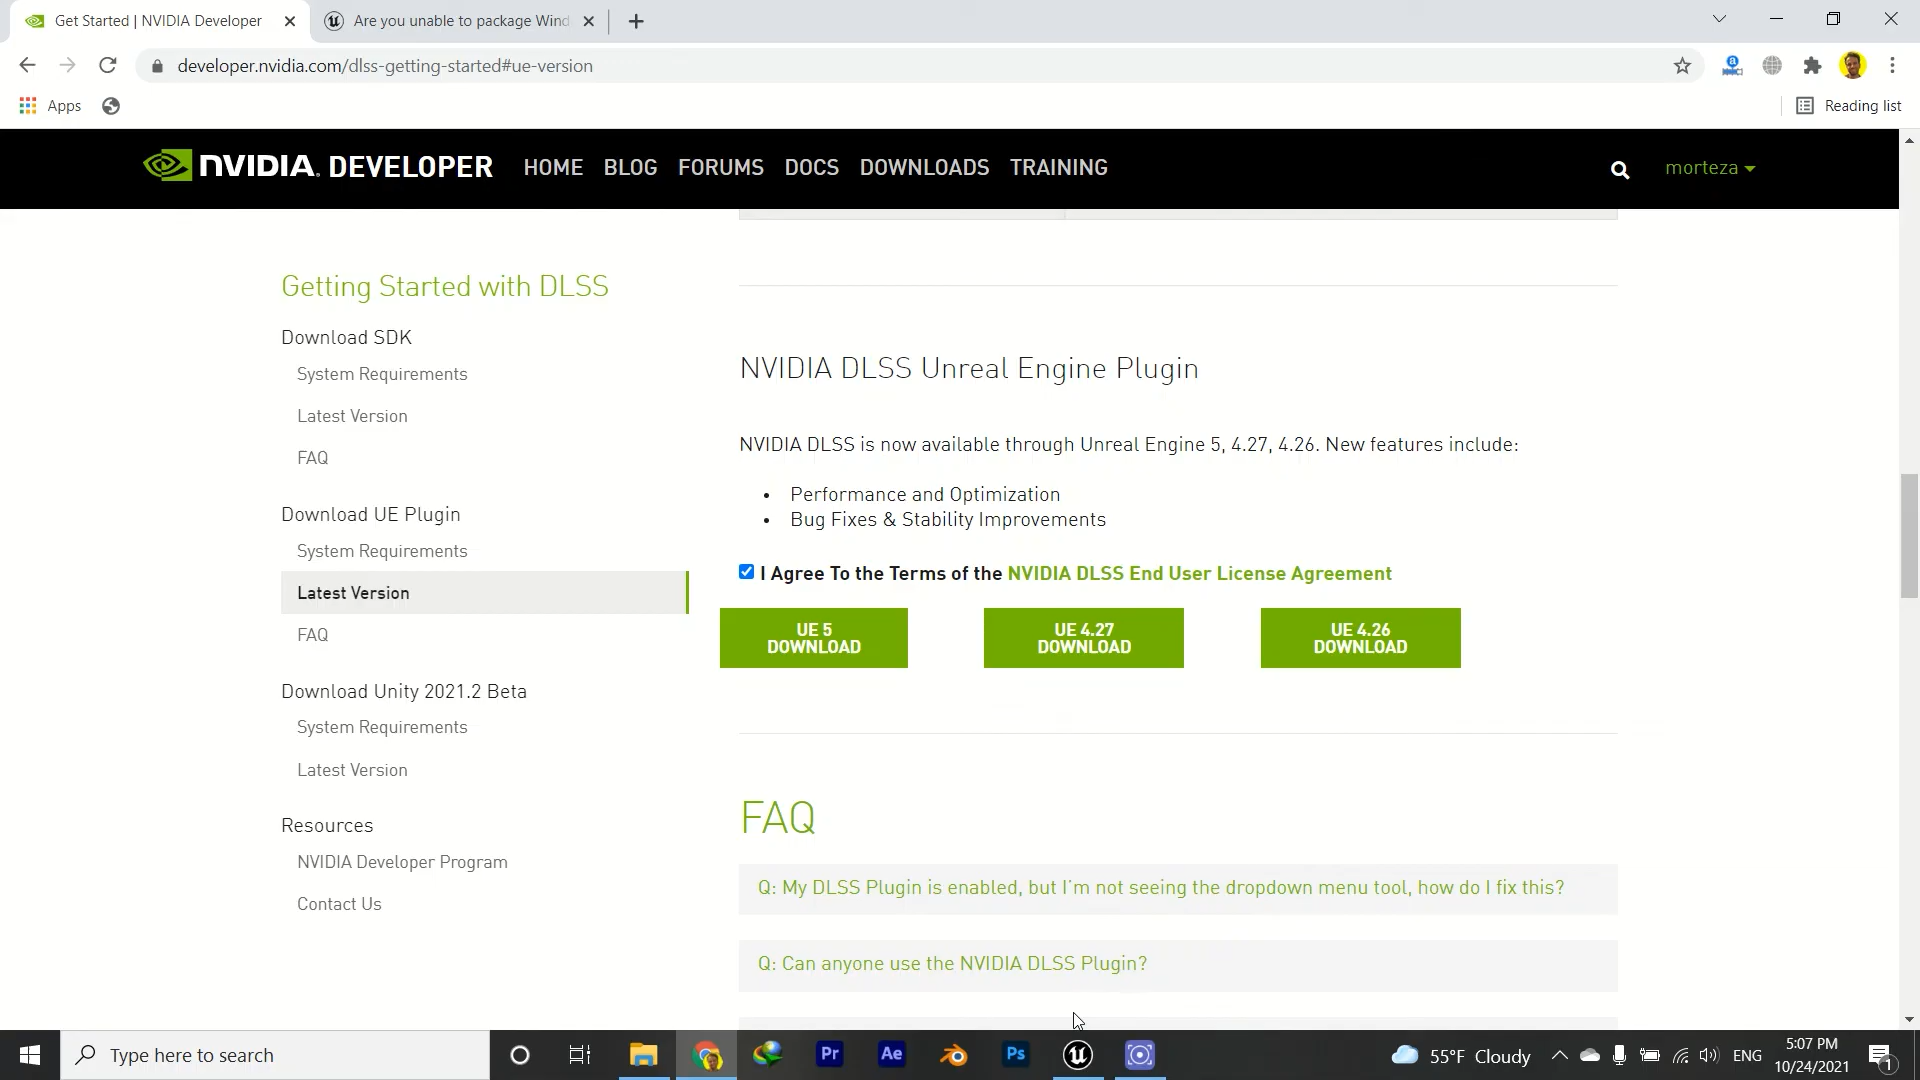 Get Started | NVIDIA Developer
Are you unable to package Wind
developer.nvidia.com/dlss-getting-started#ue-version
Apps
Reading list
NVIDIA. DEVELOPER HOME BLOG FORUMS DOCS DOWNLOADS TRAINING morteza
Getting Started with DLSS
Download SDK
System Requirements
Latest Version
FAQ
Download UE Plugin
System Requirements
Latest Version
FAQ
Download Unity 2021.2 Beta
System Requirements
Latest Version
Resources
NVIDIA Developer Program
Contact Us
NVIDIA DLSS Unreal Engine Plugin
NVIDIA DLSS is now available through Unreal Engine 5, 4.27, 4.26. New features include:
• Performance and Optimization
• Bug Fixes & Stability Improvements
I Agree To the Terms of the NVIDIA DLSS End User License Agreement
UE 5
DOWNLOAD
UE 4.27
DOWNLOAD
UE 4.26
DOWNLOAD
FAQ
Q: My DLSS Plugin is enabled, but I'm not seeing the dropdown menu tool, how do I fix this?
Q: Can anyone use the NVIDIA DLSS Plugin?
Type here to search
Pr
Ae
Ps
55°F Cloudy
ENG
5:07 PM
10/24/2021
1